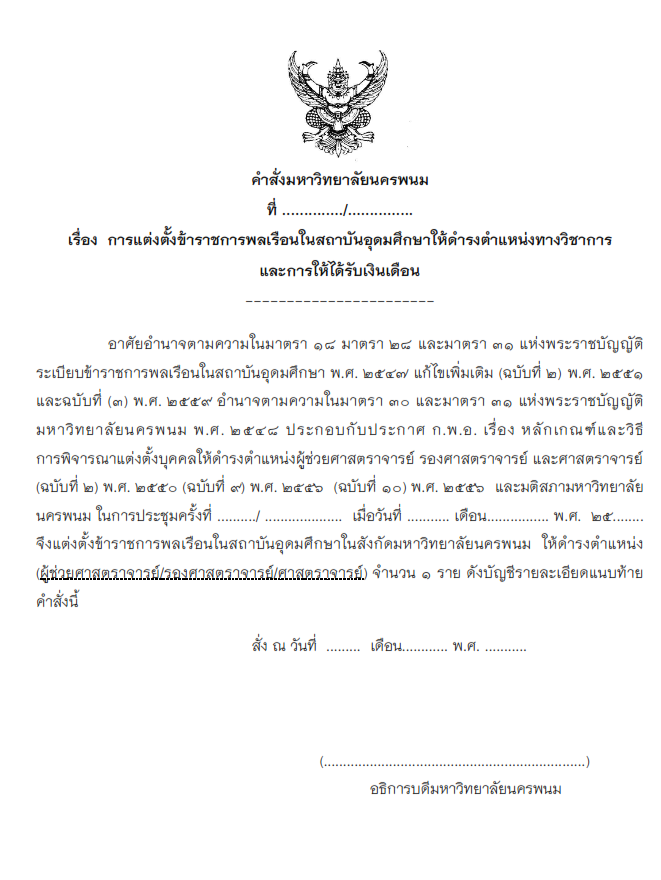 คำสั่งมหาวิทยาลัยนครพนม
ที่ ............../...............
เรื่อง  การแต่งตั้งข้าราชการพลเรือนในสถาบันอุดมศึกษาให้ดำรงตำแหน่งทางวิชาการ
และการให้ได้รับเงินเดือน
-----------------------
อาศัยอำนาจตามความในมาตรา ๑๘ มาตรา ๒๘ และมาตรา ๓๑ แห่งพระราชบัญญัติ
ระเบียบข้าราชการพลเรือนในสถาบันอุดมศึกษา พ.ศ. ๒๕๔๗ แก้ไขเพิ่มเติม (ฉบับที่ ๒) พ.ศ. ๒๕๕๑
และฉบับที่ (๓) พ.ศ. ๒๕๕๙ อำนาจตามความในมาตรา ๓๐ และมาตรา ๓๑ แห่งพระราชบัญญัติ
มหาวิทยาลัยนครพนม พ.ศ. ๒๕๔๘ ประกอบกับประกาศ ก.พ.อ. เรื่อง หลักเกณฑ์และวิธี
การพิจารณาแต่งตั้งบุคคลให้ดำรงตำแหน่งผู้ช่วยศาสตราจารย์ รองศาสตราจารย์ และศาสตราจารย์
(ฉบับที่ ๒) พ.ศ. ๒๕๕๐ (ฉบับที่ ๙) พ.ศ. ๒๕๕๖  (ฉบับที่ ๑๐) พ.ศ. ๒๕๕๖  และมติสภามหาวิทยาลัย
นครพนม ในการประชุมครั้งที่ ........../ ....................  เมื่อวันที่ ........... เดือน................ พ.ศ.  ๒๕........
จึงแต่งตั้งข้าราชการพลเรือนในสถาบันอุดมศึกษาในสังกัดมหาวิทยาลัยนครพนม  ให้ดำรงตำแหน่ง
(ผู้ช่วยศาสตราจารย์/รองศาสตราจารย์/ศาสตราจารย์) จำนวน ๑ ราย ดังบัญชีรายละเอียดแนบท้าย
คำสั่งนี้
สั่ง ณ วันที่  .........  เดือน............ พ.ศ. ...........
(.....................................................................)
อธิการบดีมหาวิทยาลัยนครพนม